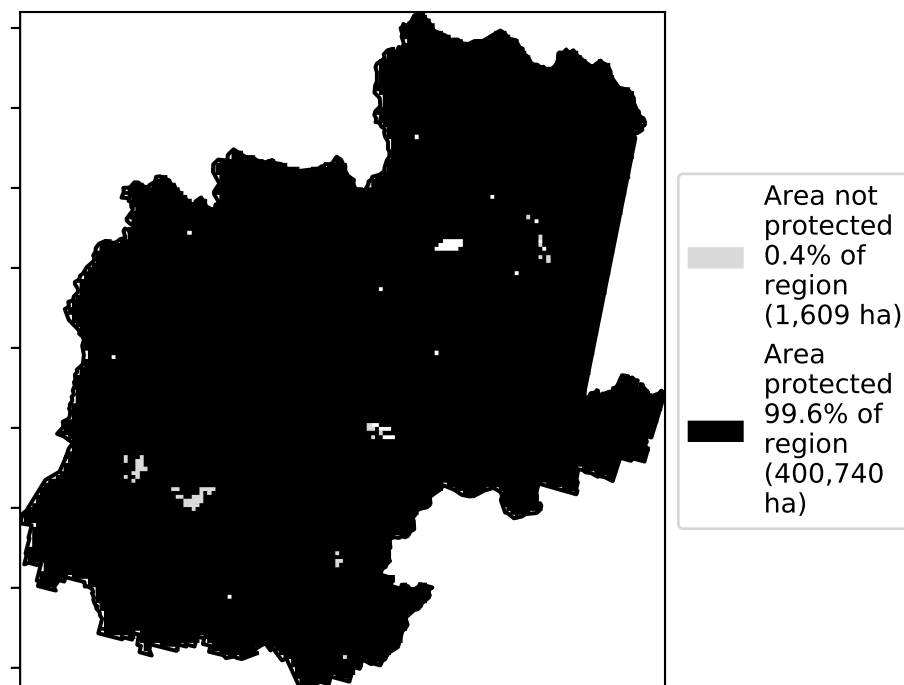 Area not
protected
0.4% of
region
(1,609 ha)
Area
protected
99.6% of
region
(400,740
ha)